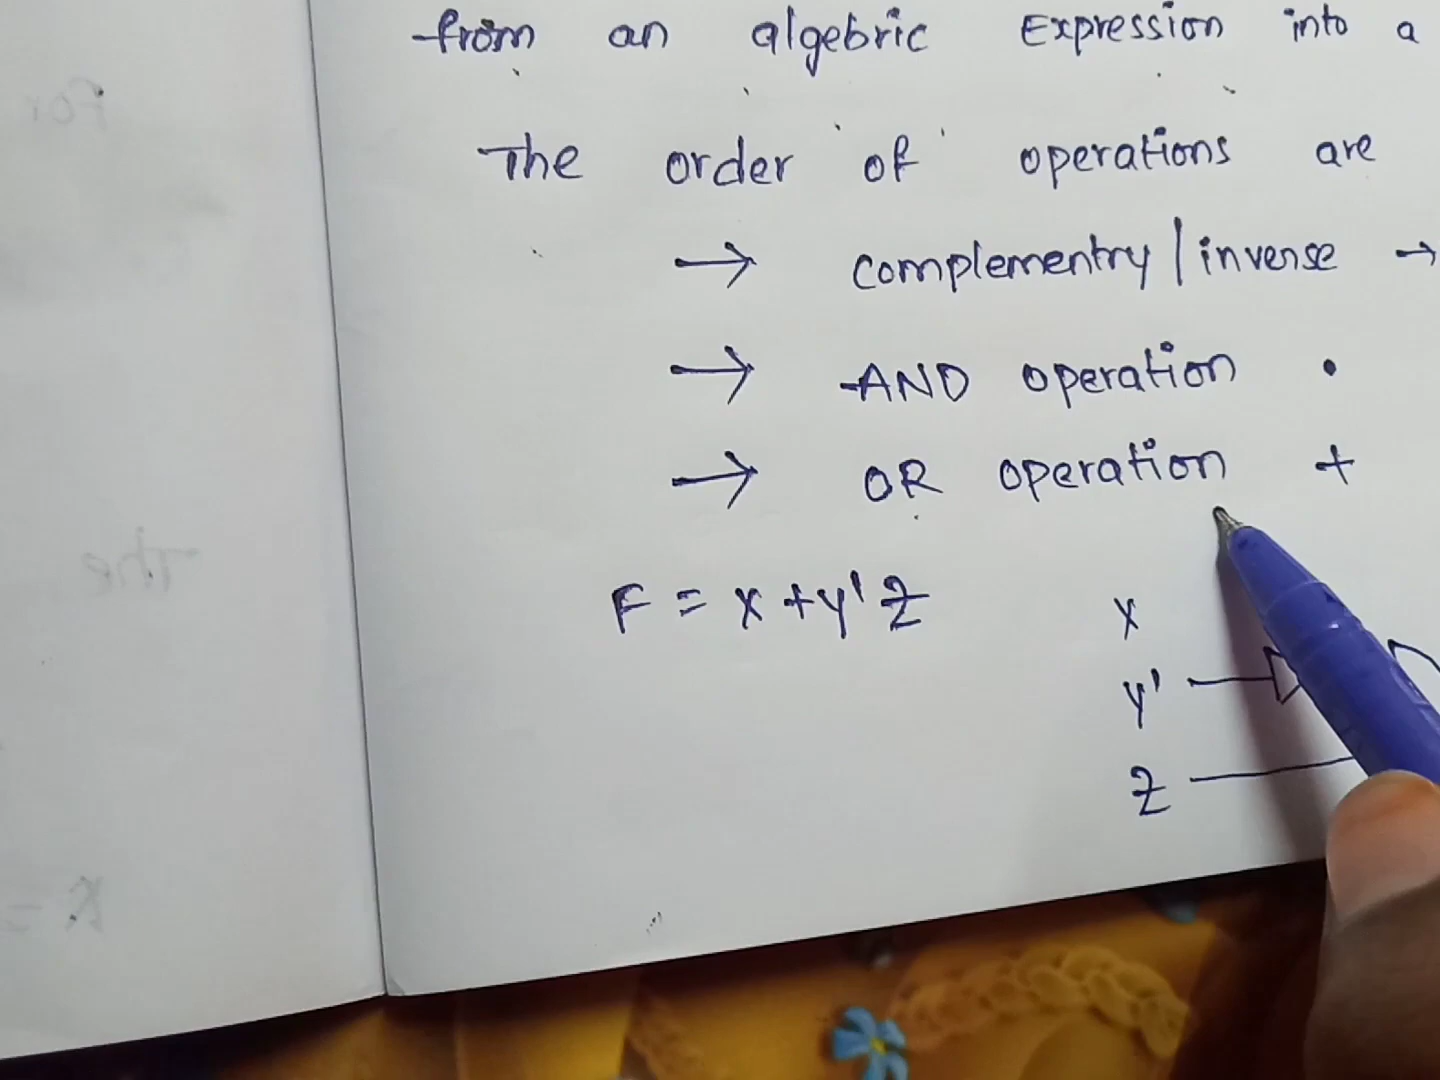 from an algebric Expression into a
The order of operations are
→ complementry/inverse →
→ AND operation •
→ OR operation +
F = x + y' z
x
y'
z